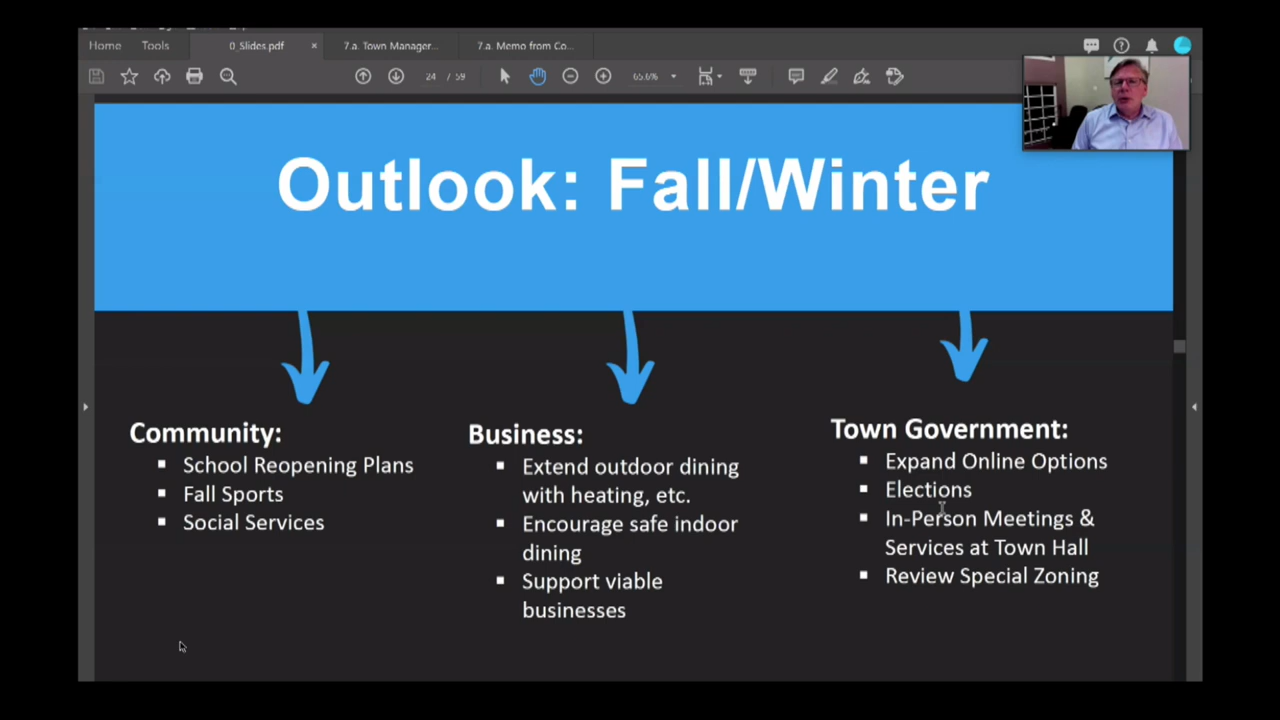 Home Tools 0_Slides.pdf × 7.a. Town Manager... 7.a. Memo from Co...
24 / 59 65.6%
Outlook: Fall/Winter
Community:
School Reopening Plans
Fall Sports
Social Services
Business:
Extend outdoor dining
with heating, etc.
Encourage safe indoor
dining
Support viable
businesses
Town Government:
Expand Online Options
Elections
In-Person Meetings &
Services at Town Hall
Review Special Zoning